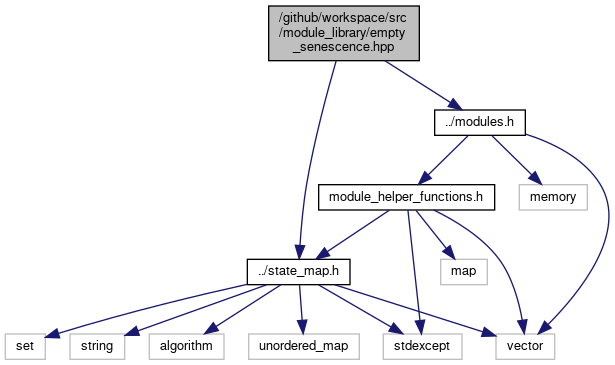 /github/workspace/src
/module_library/empty
_senescence.hpp
../modules.h
module_helper_functions.h
memory
../state_map.h
map
set
string
algorithm
unordered_map
stdexcept
vector